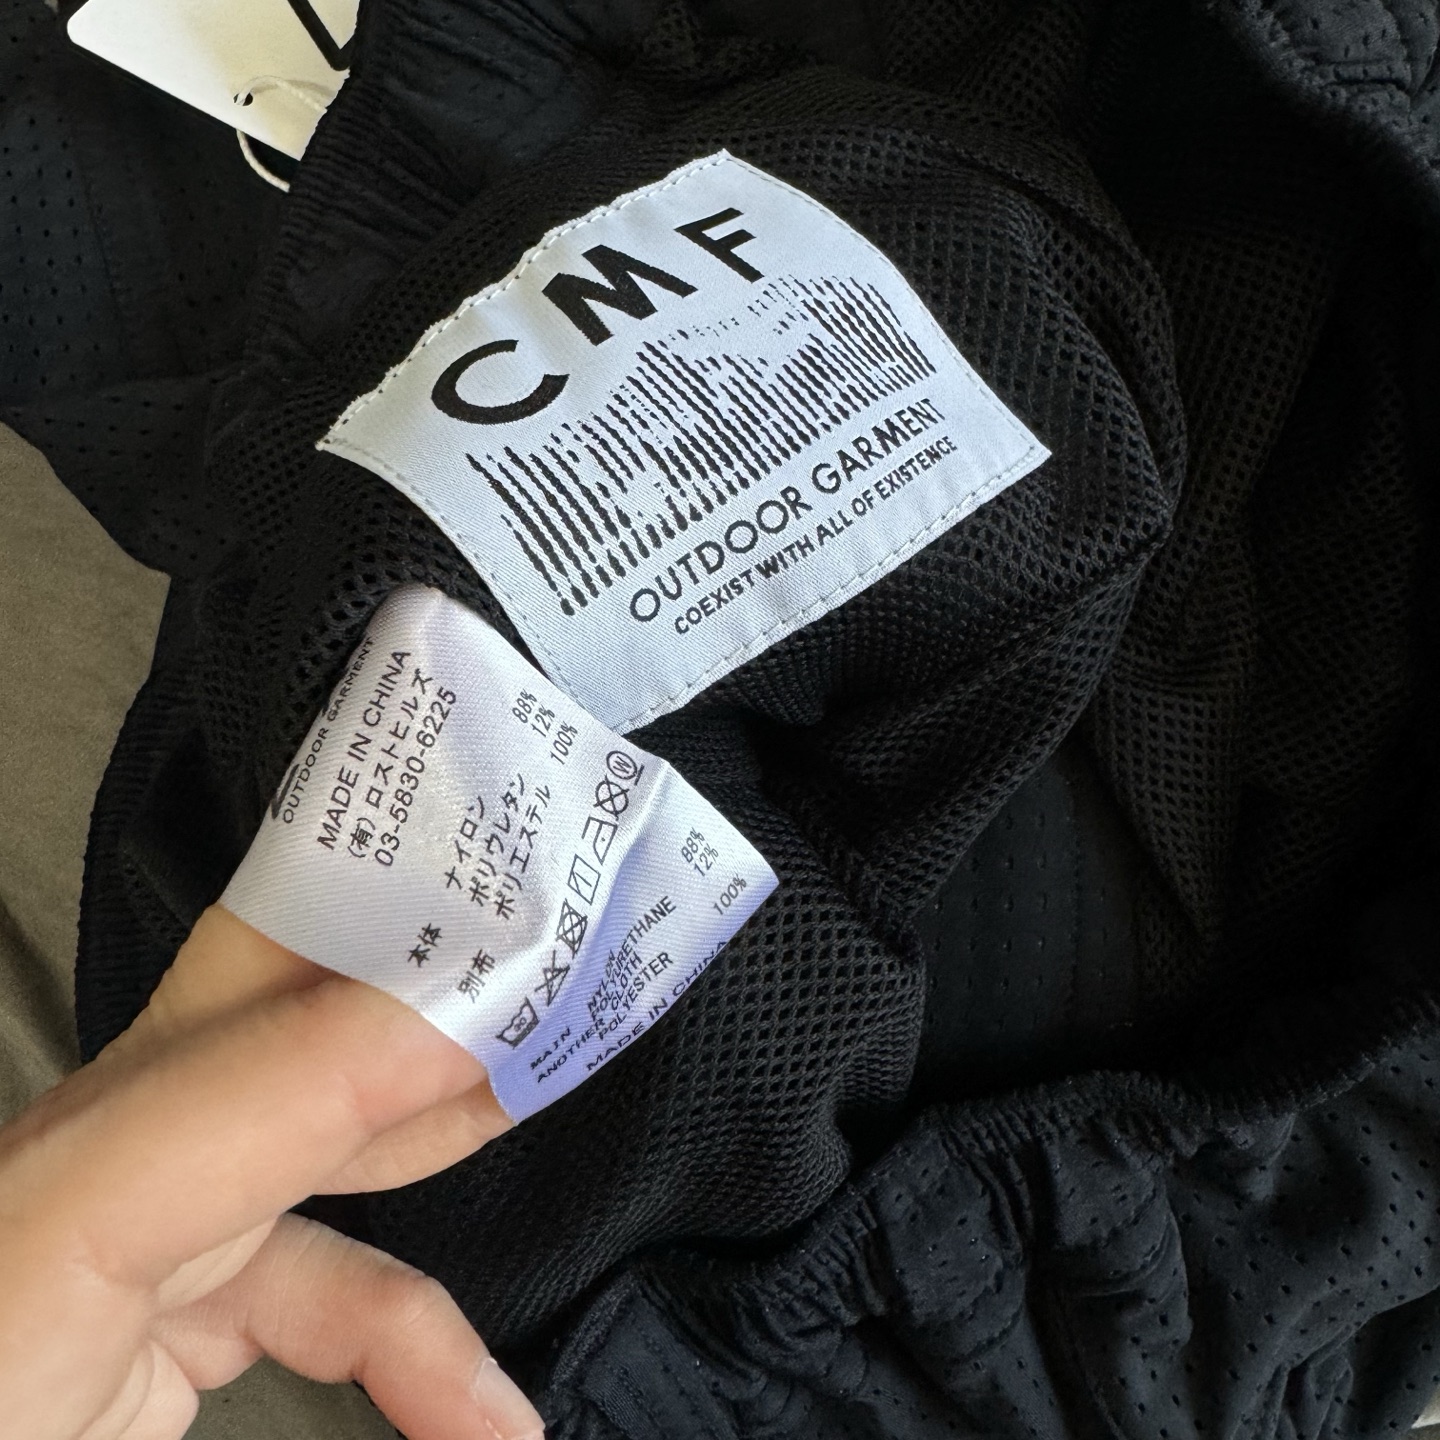 CMF
OUTDOOR GARMENT
COEXIST WITH ALL OF EXISTENCE
OUTDOOR GARMENT
MADE IN CHINA
(有)ロストヒルズ
03-5830-6225
本体 ナイロン 88%
ポリウレタン 12%
別布 ポリエステル 100%
MAIN NYLON 88%
POLYURETHANE 12%
ANOTHER CLOTH
POLYESTER 100%
MADE IN CHINA